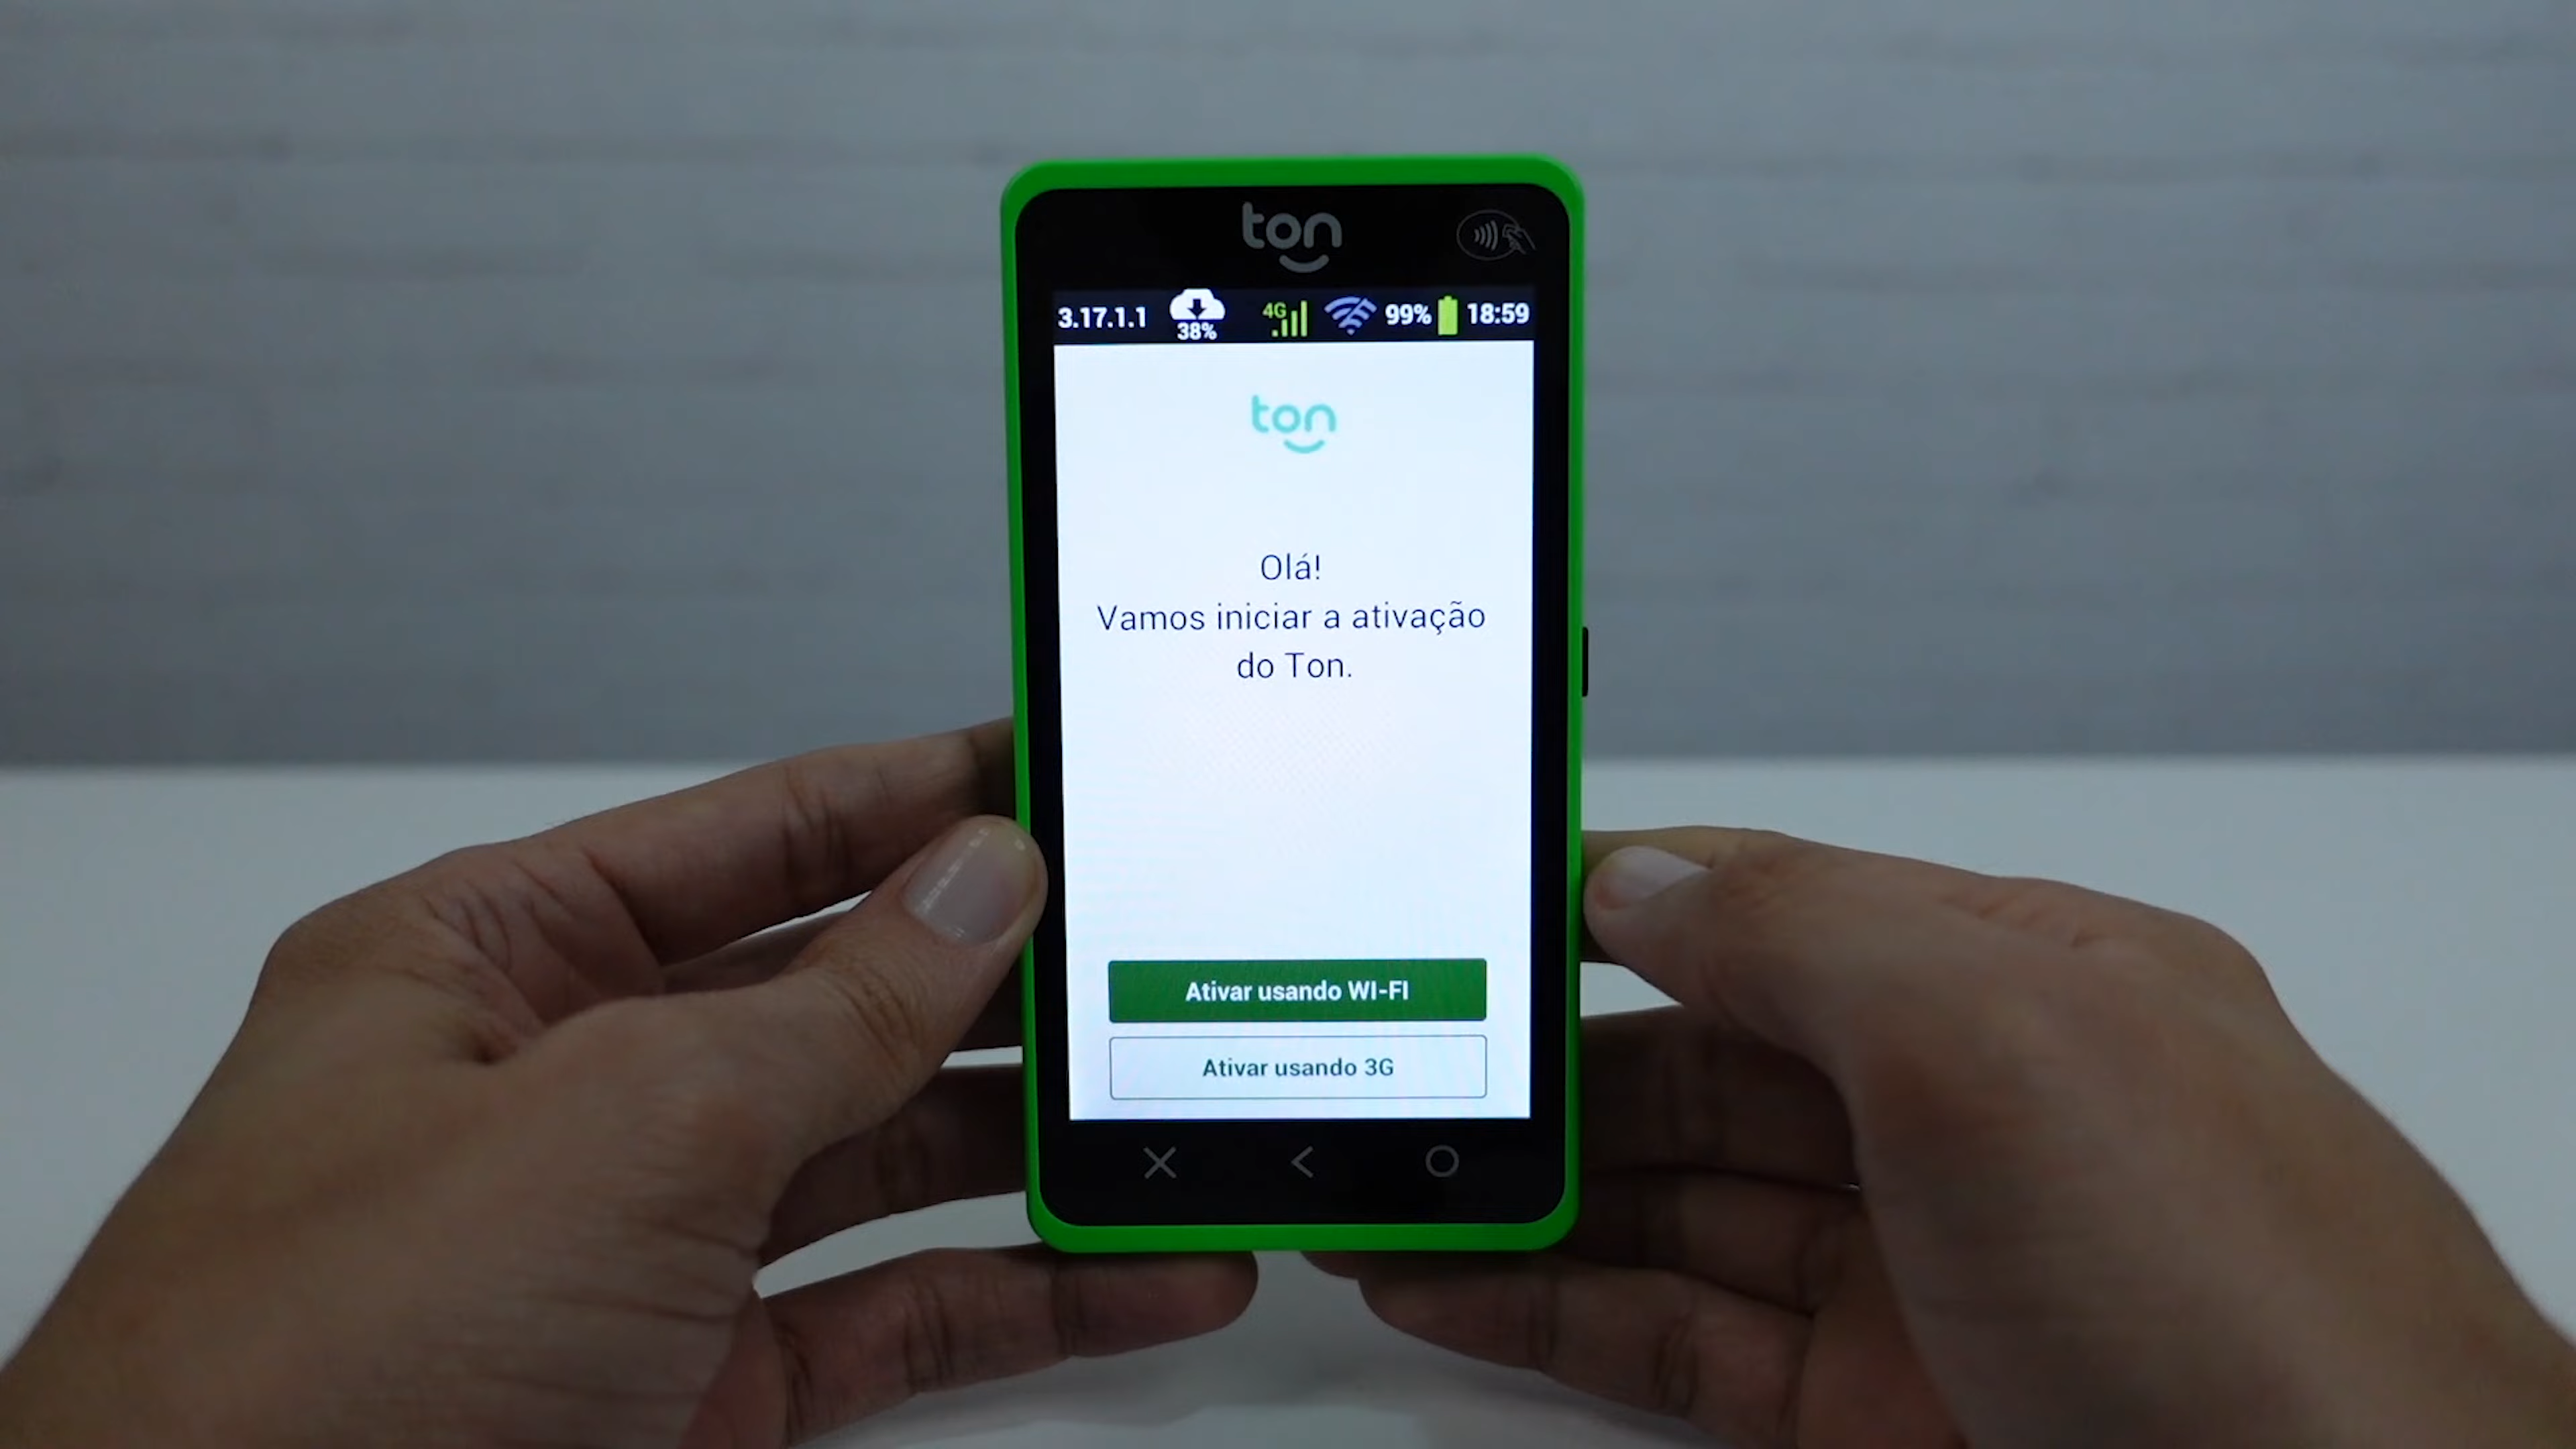 ton
3.17.1.1 38% 4G 99% 18:59
ton
Olá!
Vamos iniciar a ativação
do Ton.
Ativar usando WI-FI
Ativar usando 3G